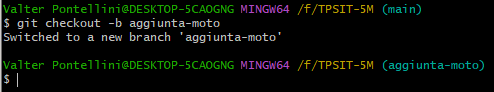 Valter Pontellini@DESKTOP-5CAOGNG MINGW64 /f/TPSIT-5M (main)
$ git checkout -b aggiunta-moto
Switched to a new branch 'aggiunta-moto'
Valter Pontellini@DESKTOP-5CAOGNG MINGW64 /f/TPSIT-5M (aggiunta-moto)
$